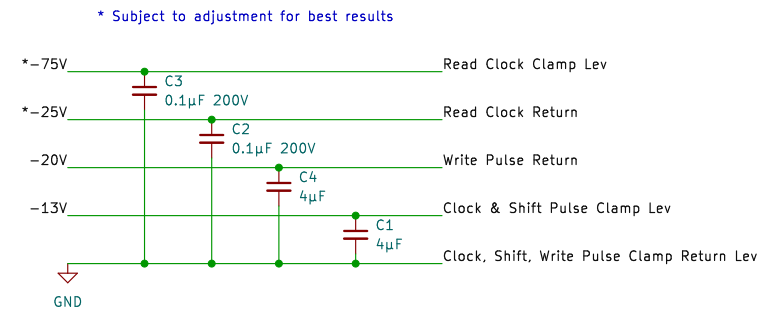 * Subject to adjustment for best results
*-75V Read Clock Clamp Lev
C3
0.1µF 200V
*-25V Read Clock Return
C2
0.1µF 200V
-20V Write Pulse Return
C4
4µF
-13V Clock & Shift Pulse Clamp Lev
C1
4µF
Clock, Shift, Write Pulse Clamp Return Lev
GND